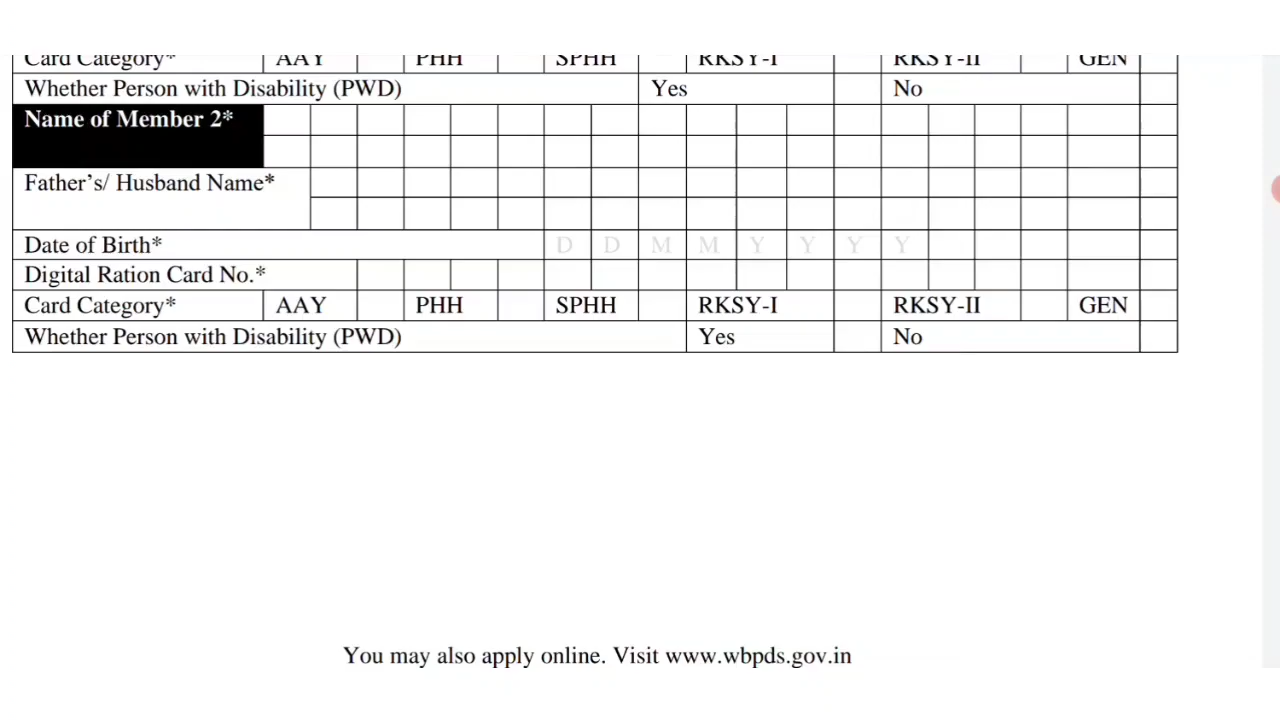 Card Category* AAY PHH SPHH RKSY-I RKSY-II GEN
Whether Person with Disability (PWD) Yes No
Name of Member 2*
Father’s/ Husband Name*
Date of Birth* D D M M Y Y Y Y
Digital Ration Card No.*
Card Category* AAY PHH SPHH RKSY-I RKSY-II GEN
Whether Person with Disability (PWD) Yes No
You may also apply online. Visit www.wbpds.gov.in